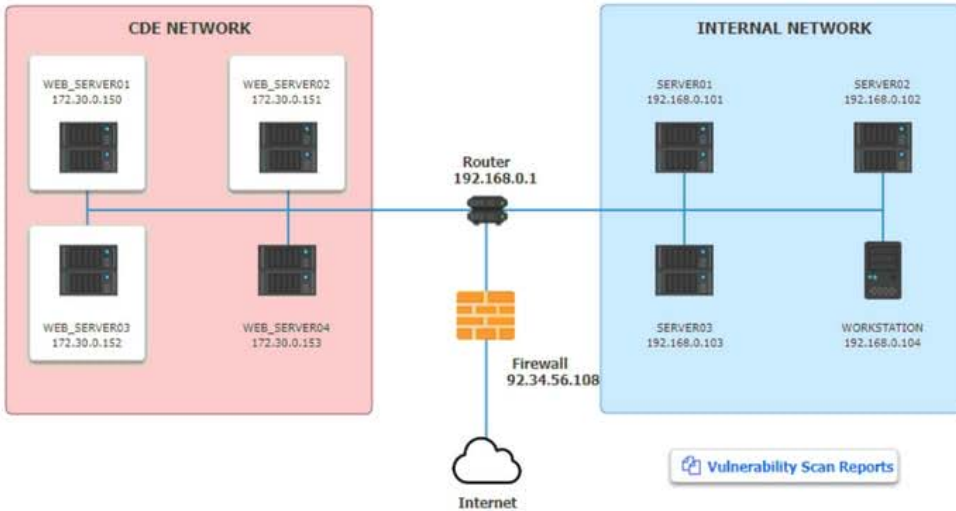 CDE NETWORK
WEB_SERVER01
172.30.0.150
WEB_SERVER02
172.30.0.151
WEB_SERVER03
172.30.0.152
WEB_SERVER04
172.30.0.153
Router
192.168.0.1
Firewall
92.34.56.108
Internet
INTERNAL NETWORK
SERVER01
192.168.0.101
SERVER02
192.168.0.102
SERVER03
192.168.0.103
WORKSTATION
192.168.0.104
Vulnerability Scan Reports